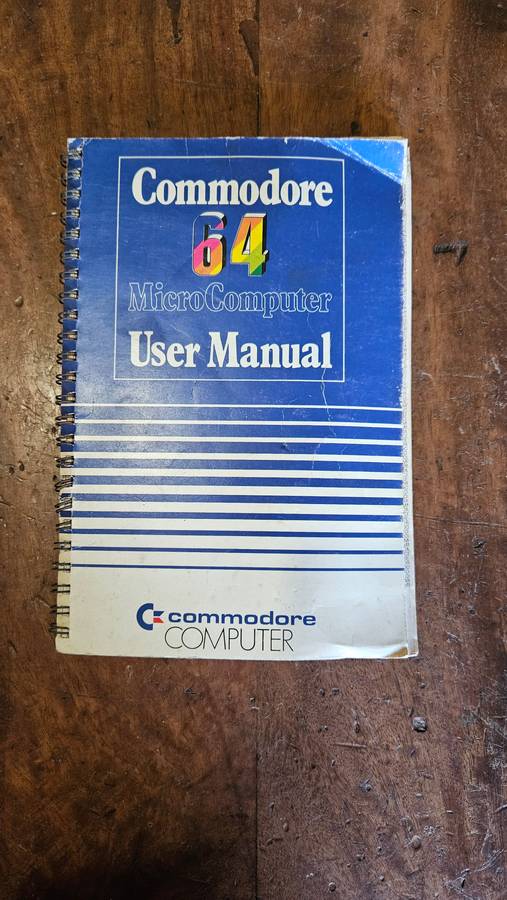 Commodore
64
MicroComputer
User Manual
commodore
COMPUTER